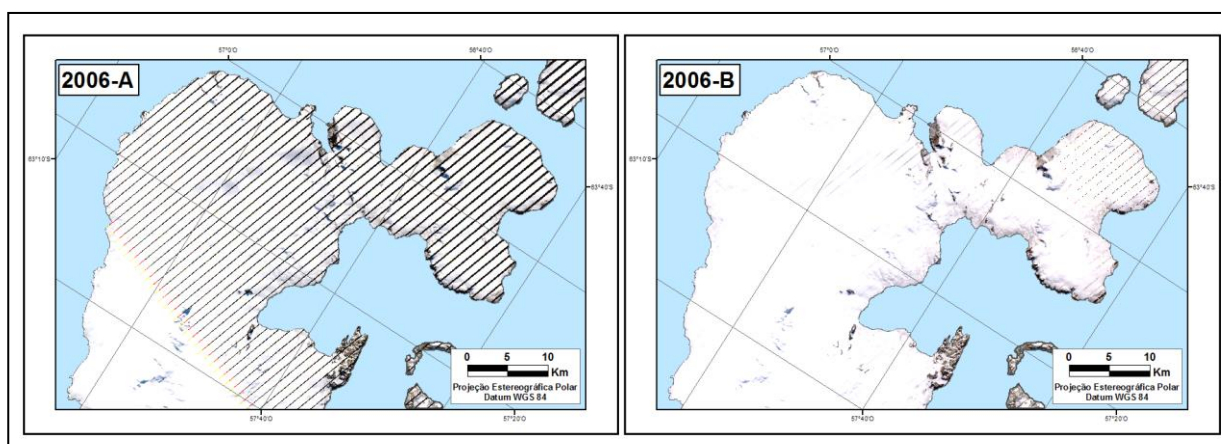 57°0'O
56°40'O
2006-A
63°10'S
63°40'S
0 5 10
Km
Projeção Estereográfica Polar
Datum WGS 84
57°40'O
57°20'O
57°0'O
56°40'O
2006-B
63°10'S
63°40'S
0 5 10
Km
Projeção Estereográfica Polar
Datum WGS 84
57°40'O
57°20'O